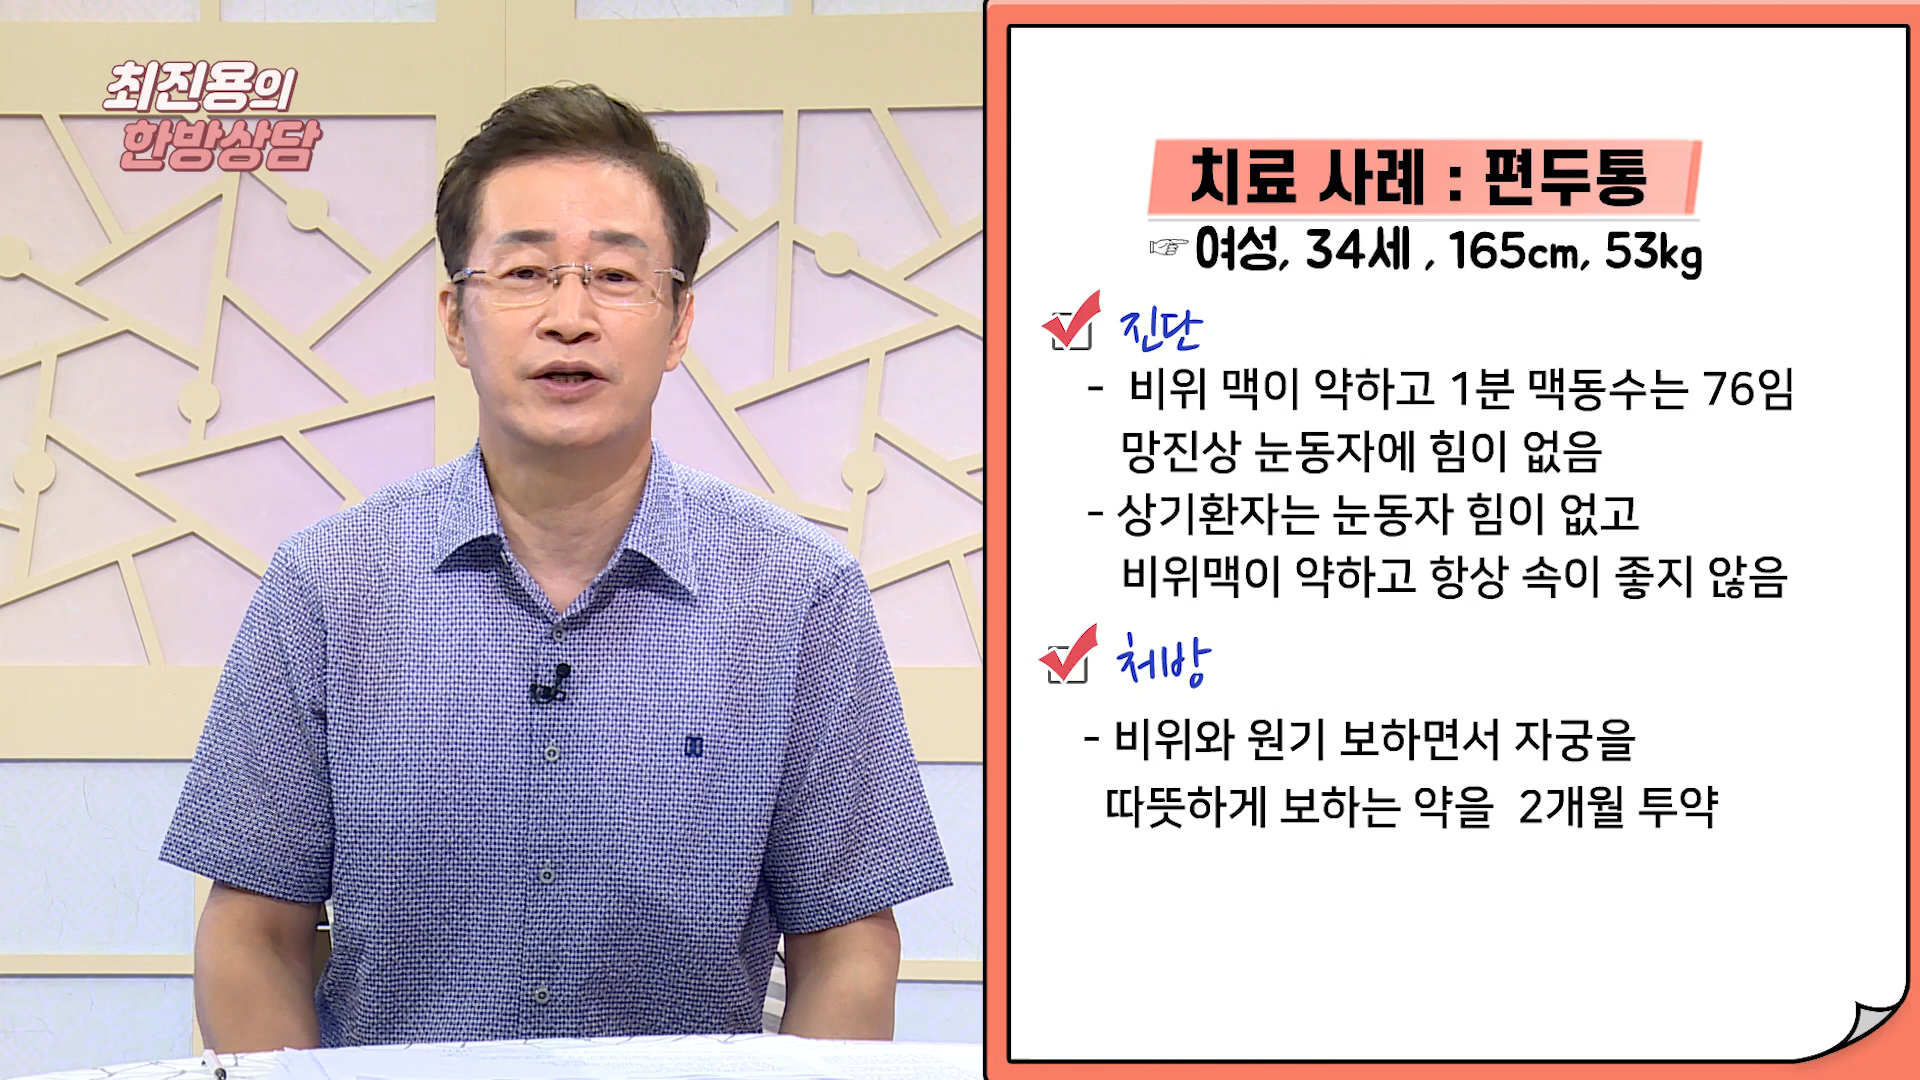 최진용의
한방상담
치료 사례 : 편두통
☞여성, 34세 , 165cm, 53kg
진단
- 비위 맥이 약하고 1분 맥동수는 76임
망진상 눈동자에 힘이 없음
- 상기환자는 눈동자 힘이 없고
비위맥이 약하고 항상 속이 좋지 않음
처방
- 비위와 원기 보하면서 자궁을
따뜻하게 보하는 약을 2개월 투약